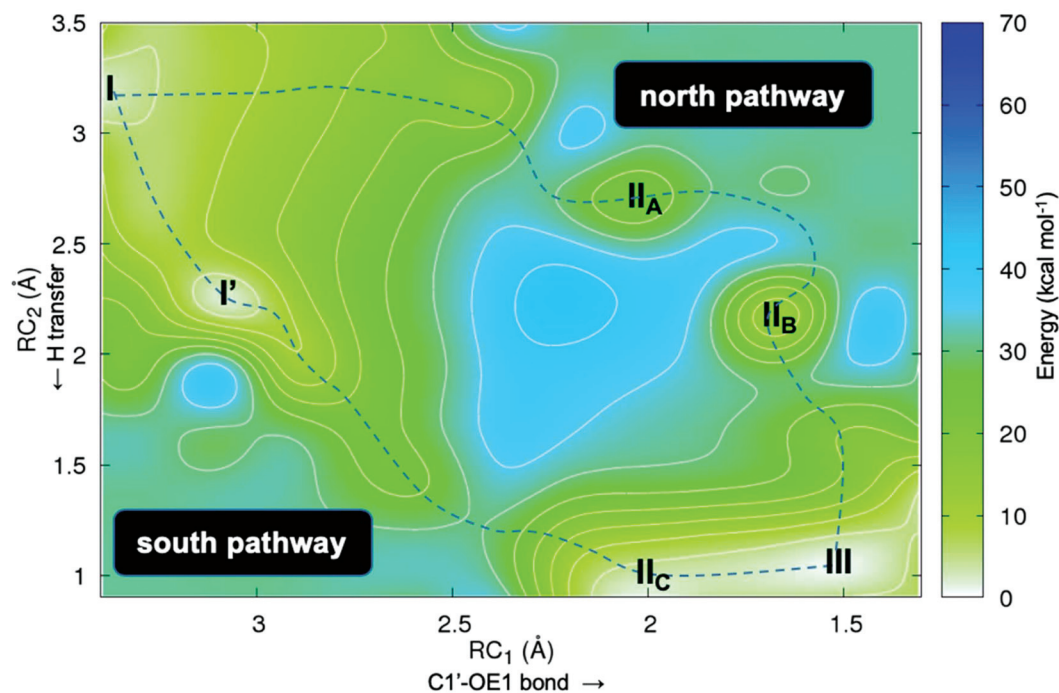 3.5
3
2.5
2
1.5
1
RC2 (Å)
← H transfer
I
north pathway
IIA
I’
IIB
south pathway
IIC
III
3
2.5
2
1.5
RC1 (Å)
C1'-OE1 bond →
70
60
50
40
30
20
10
0
Energy (kcal mol-1)